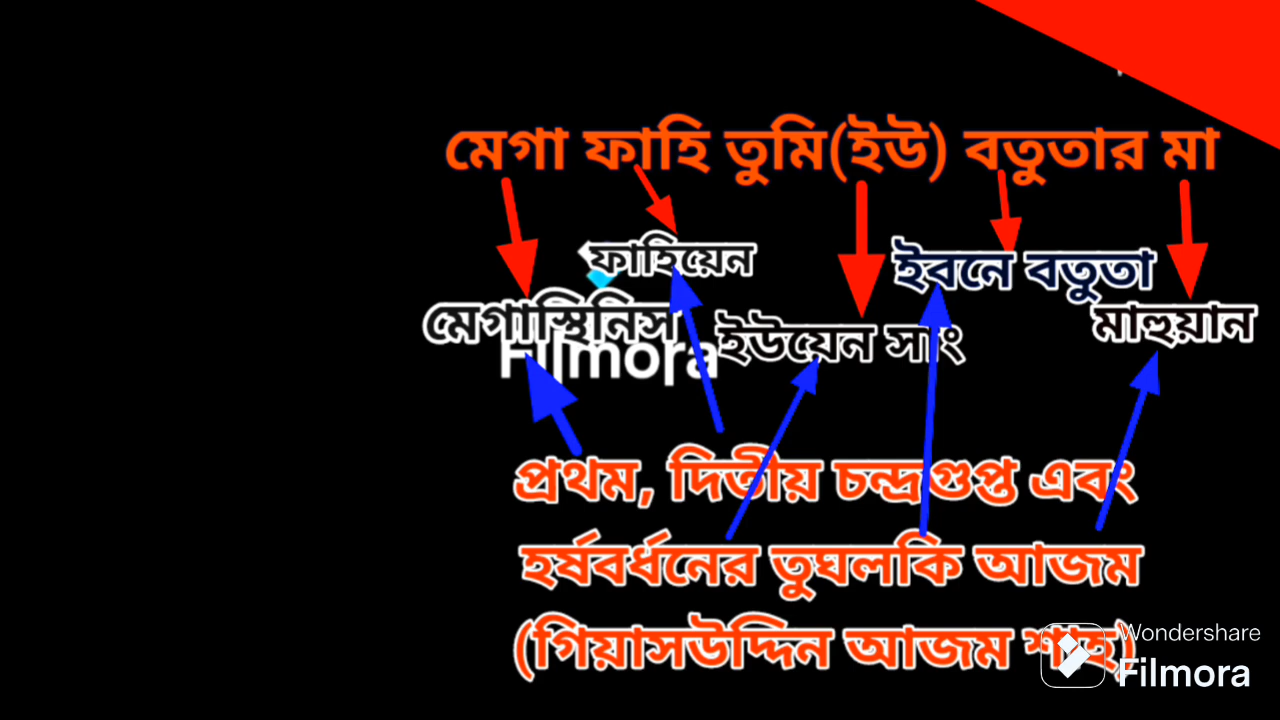 মেগা ফাহি তুমি(ইউ) বতুতার মা
ফাহিয়েন
ইবনে বতুতা
মেগাস্থিনিস
ইউয়েন সাং
মাহুয়ান
Filmora
প্রথম, দিতীয় চন্দ্রগুপ্ত এবং
হর্ষবর্ধনের তুঘলকি আজম
(গিয়াসউদ্দিন আজম শাহ)
Wondershare
Filmora